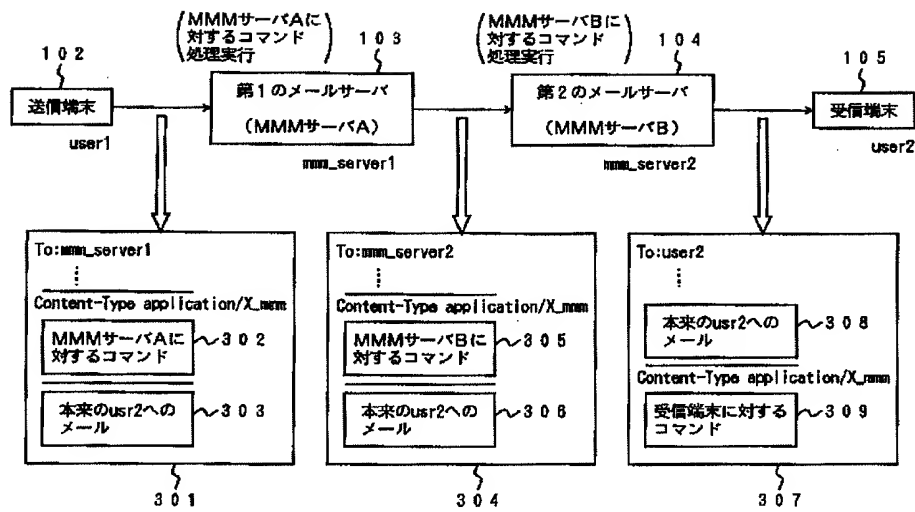 MMMサーバAに
対するコマンド
処理実行
MMMサーバBに
対するコマンド
処理実行
102
103
104
105
送信端末
第1のメールサーバ
(MMMサーバA)
第2のメールサーバ
(MMMサーバB)
受信端末
user1
mmm_server1
mmm_server2
user2
To:mmm_server1
Content-Type application/X_mmm
MMMサーバAに
対するコマンド
302
本来のusr2への
メール
303
301
To:mmm_server2
Content-Type application/X_mmm
MMMサーバBに
対するコマンド
305
本来のusr2への
メール
306
304
To:user2
本来のusr2への
メール
308
Content-Type application/X_mmm
受信端末に対する
コマンド
309
307